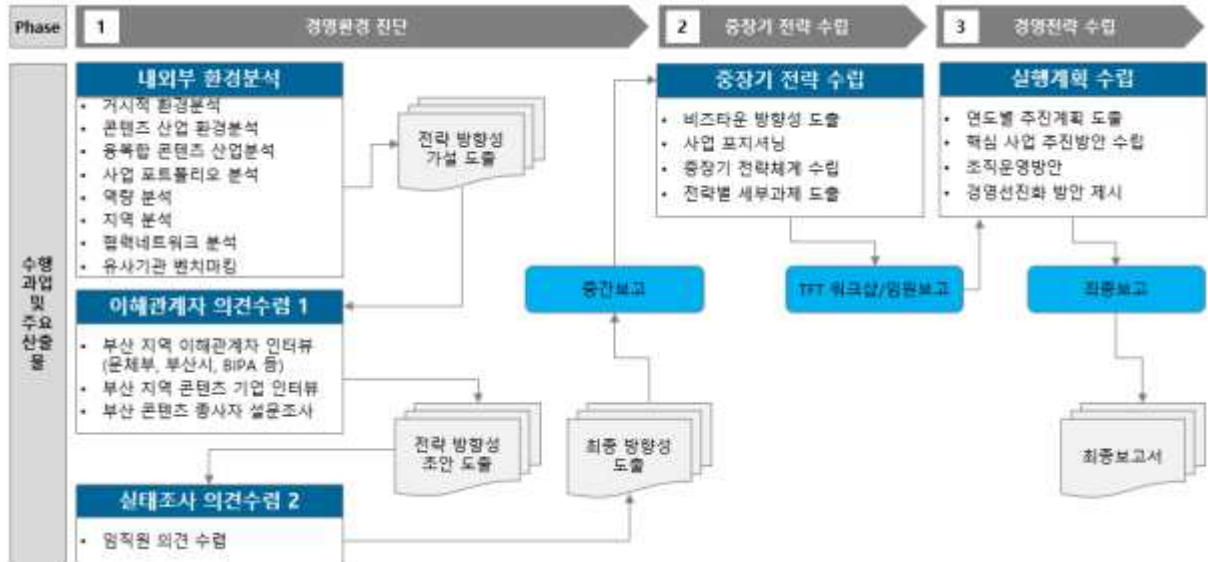 Phase
1
경영환경 진단
2
중장기 전략 수립
3
경영전략 수립
수행
과업
및
주요
산출
물
내외부 환경분석
• 거시적 환경분석
• 콘텐츠 산업 환경분석
• 융복합 콘텐츠 산업분석
• 사업 포트폴리오 분석
• 역량 분석
• 지역 분석
• 협력네트워크 분석
• 유사기관 벤치마킹
전략 방향성
가설 도출
이해관계자 의견수렴 1
• 부산 지역 이해관계자 인터뷰
(문체부, 부산시, BIPA 등)
• 부산 지역 콘텐츠 기업 인터뷰
• 부산 콘텐츠 종사자 설문조사
전략 방향성
초안 도출
실태조사 의견수렴 2
• 임직원 의견 수렴
최종 방향성
도출
중간보고
중장기 전략 수립
• 비즈타운 방향성 도출
• 사업 포지셔닝
• 중장기 전략체계 수립
• 전략별 세부과제 도출
TFT 워크샵/임원보고
실행계획 수립
• 연도별 추진계획 도출
• 핵심 사업 추진방안 수립
• 조직운영방안
• 경영선진화 방안 제시
최종보고
최종보고서